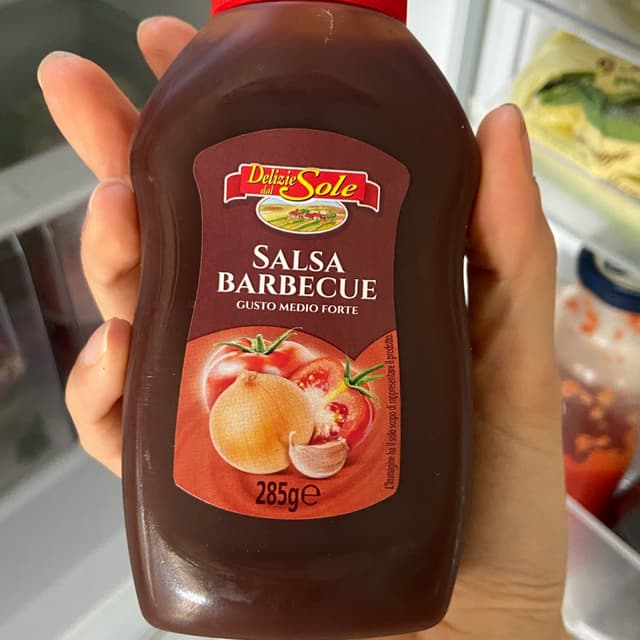 Delizie
dal Sole
SALSA
BARBECUE
GUSTO MEDIO FORTE
L'immagine ha il solo scopo di rappresentare il prodotto.
285g℮